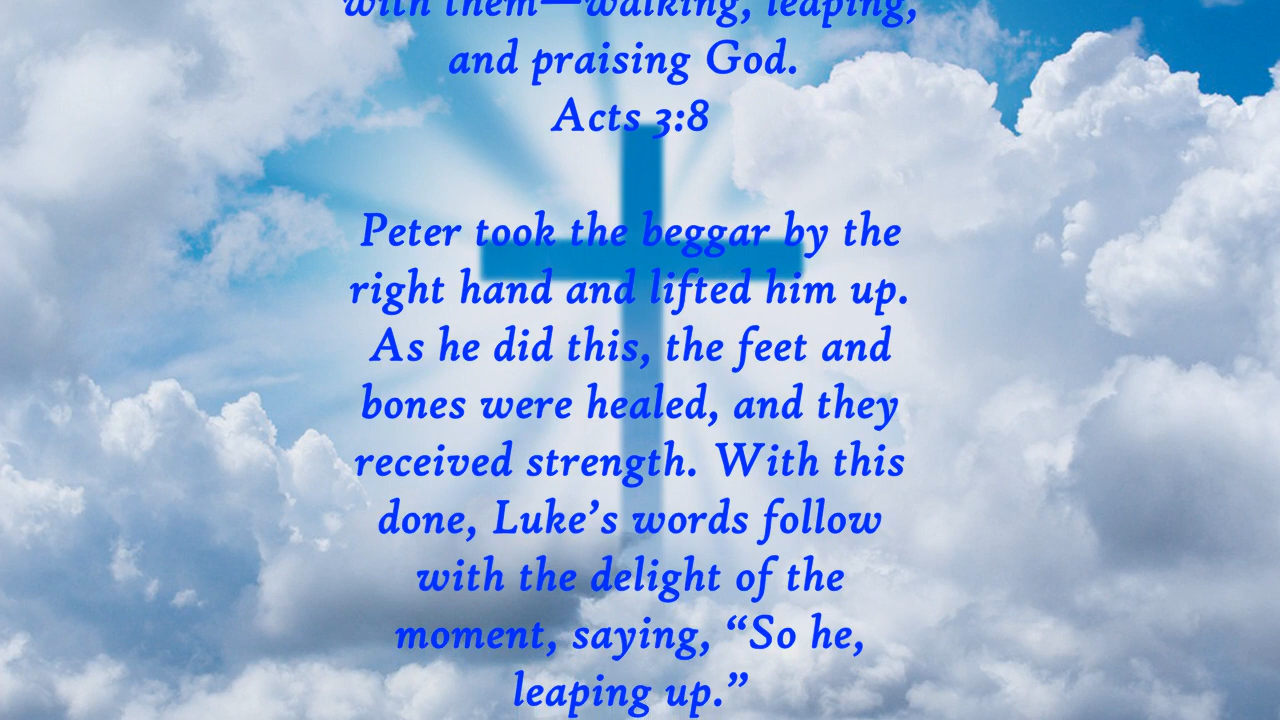 with them—walking, leaping,
and praising God.
Acts 3:8
Peter took the beggar by the
right hand and lifted him up.
As he did this, the feet and
bones were healed, and they
received strength. With this
done, Luke’s words follow
with the delight of the
moment, saying, “So he,
leaping up.”